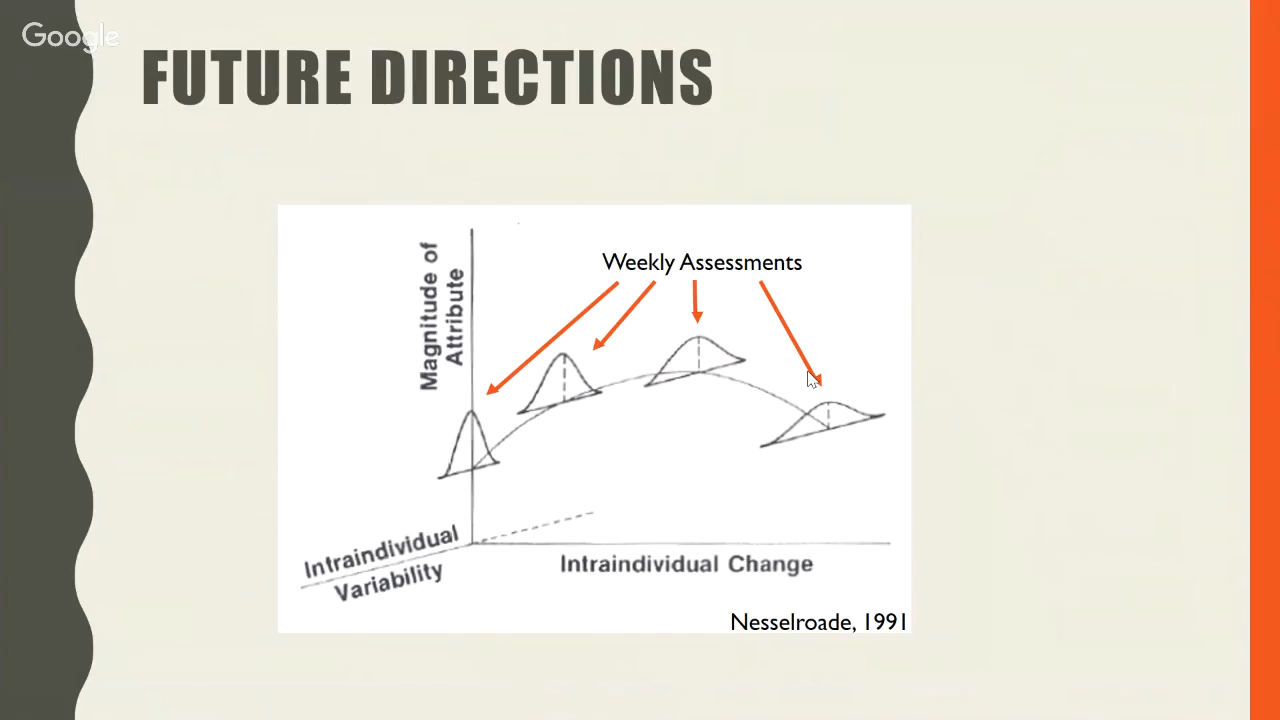 Google
FUTURE DIRECTIONS
Weekly Assessments
Magnitude of
Attribute
Intraindividual
Variability
Intraindividual Change
Nesselroade, 1991